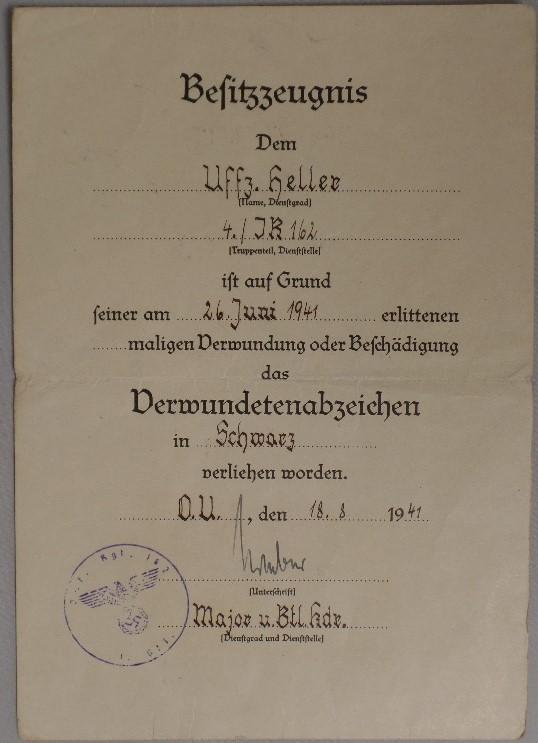 Besitzzeugnis
Dem
Uffz. Heller
(Name, Dienstgrad)
4./ IR 162
(Truppenteil, Dienststelle)
ist auf Grund
seiner am 26. Juni 1941 erlittenen
maligen Verwundung oder Beschädigung
das
Verwundetenabzeichen
in Schwarz
verliehen worden.
O.U., den 18. 8 1941
(Unterschrift)
Major u. Btl. Kdr.
(Dienstgrad und Dienststelle)